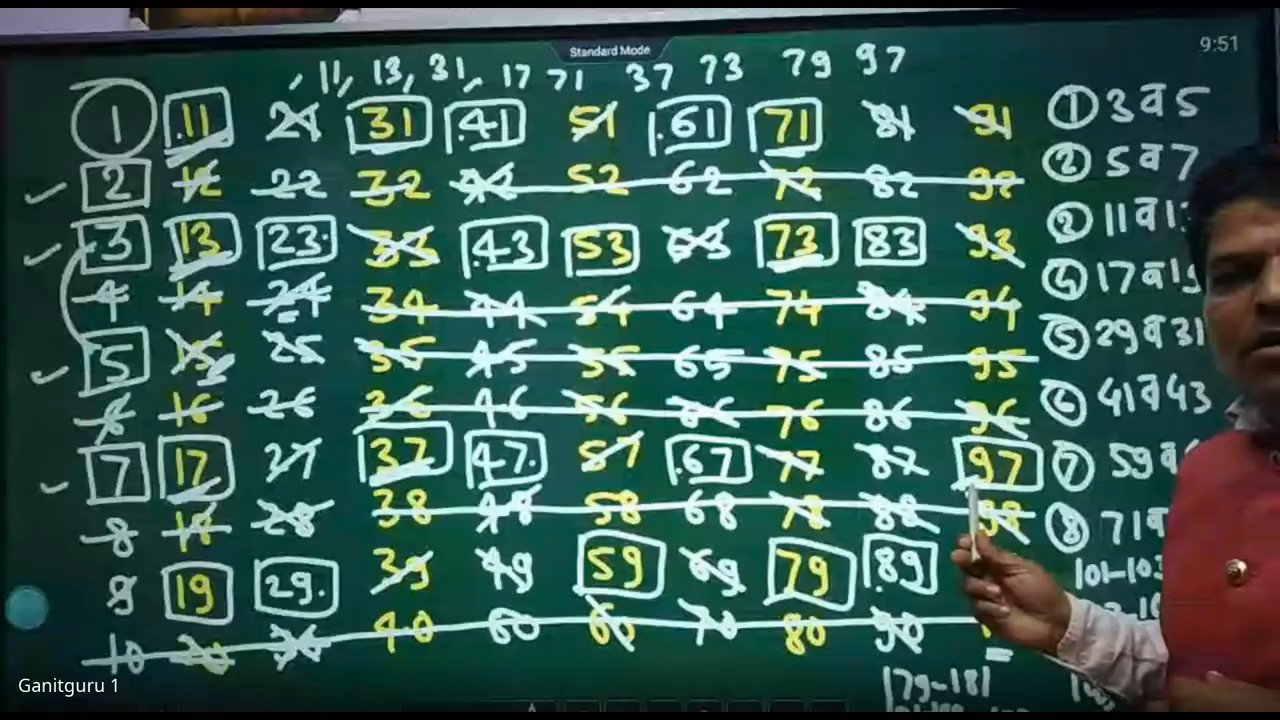 Standard Mode
9:51
, 11, 13, 31, 17 71 37 73 79 97
1 11 21 31 41 51 61 71 81 91 ① 3 व 5
2 12 22 32 42 52 62 72 82 92 ② 5 व 7
3 13 23 33 43 53 63 73 83 93 ② 11 व
4 14 24 34 44 54 64 74 84 94 ④ 17 व 19
5 15 25 35 45 55 65 75 85 95 ⑤ 29 व 31
6 16 26 36 46 56 66 76 86 96 ⑥ 41 व 43
7 17 27 37 47 57 67 77 87 97 ⑦ 59 व
8 18 28 38 48 58 68 78 88 98 ⑧ 71 व
9 19 29 39 49 59 69 79 89
101-103
10 20 30 40 60 70 80 90
179-181
Ganitguru 1